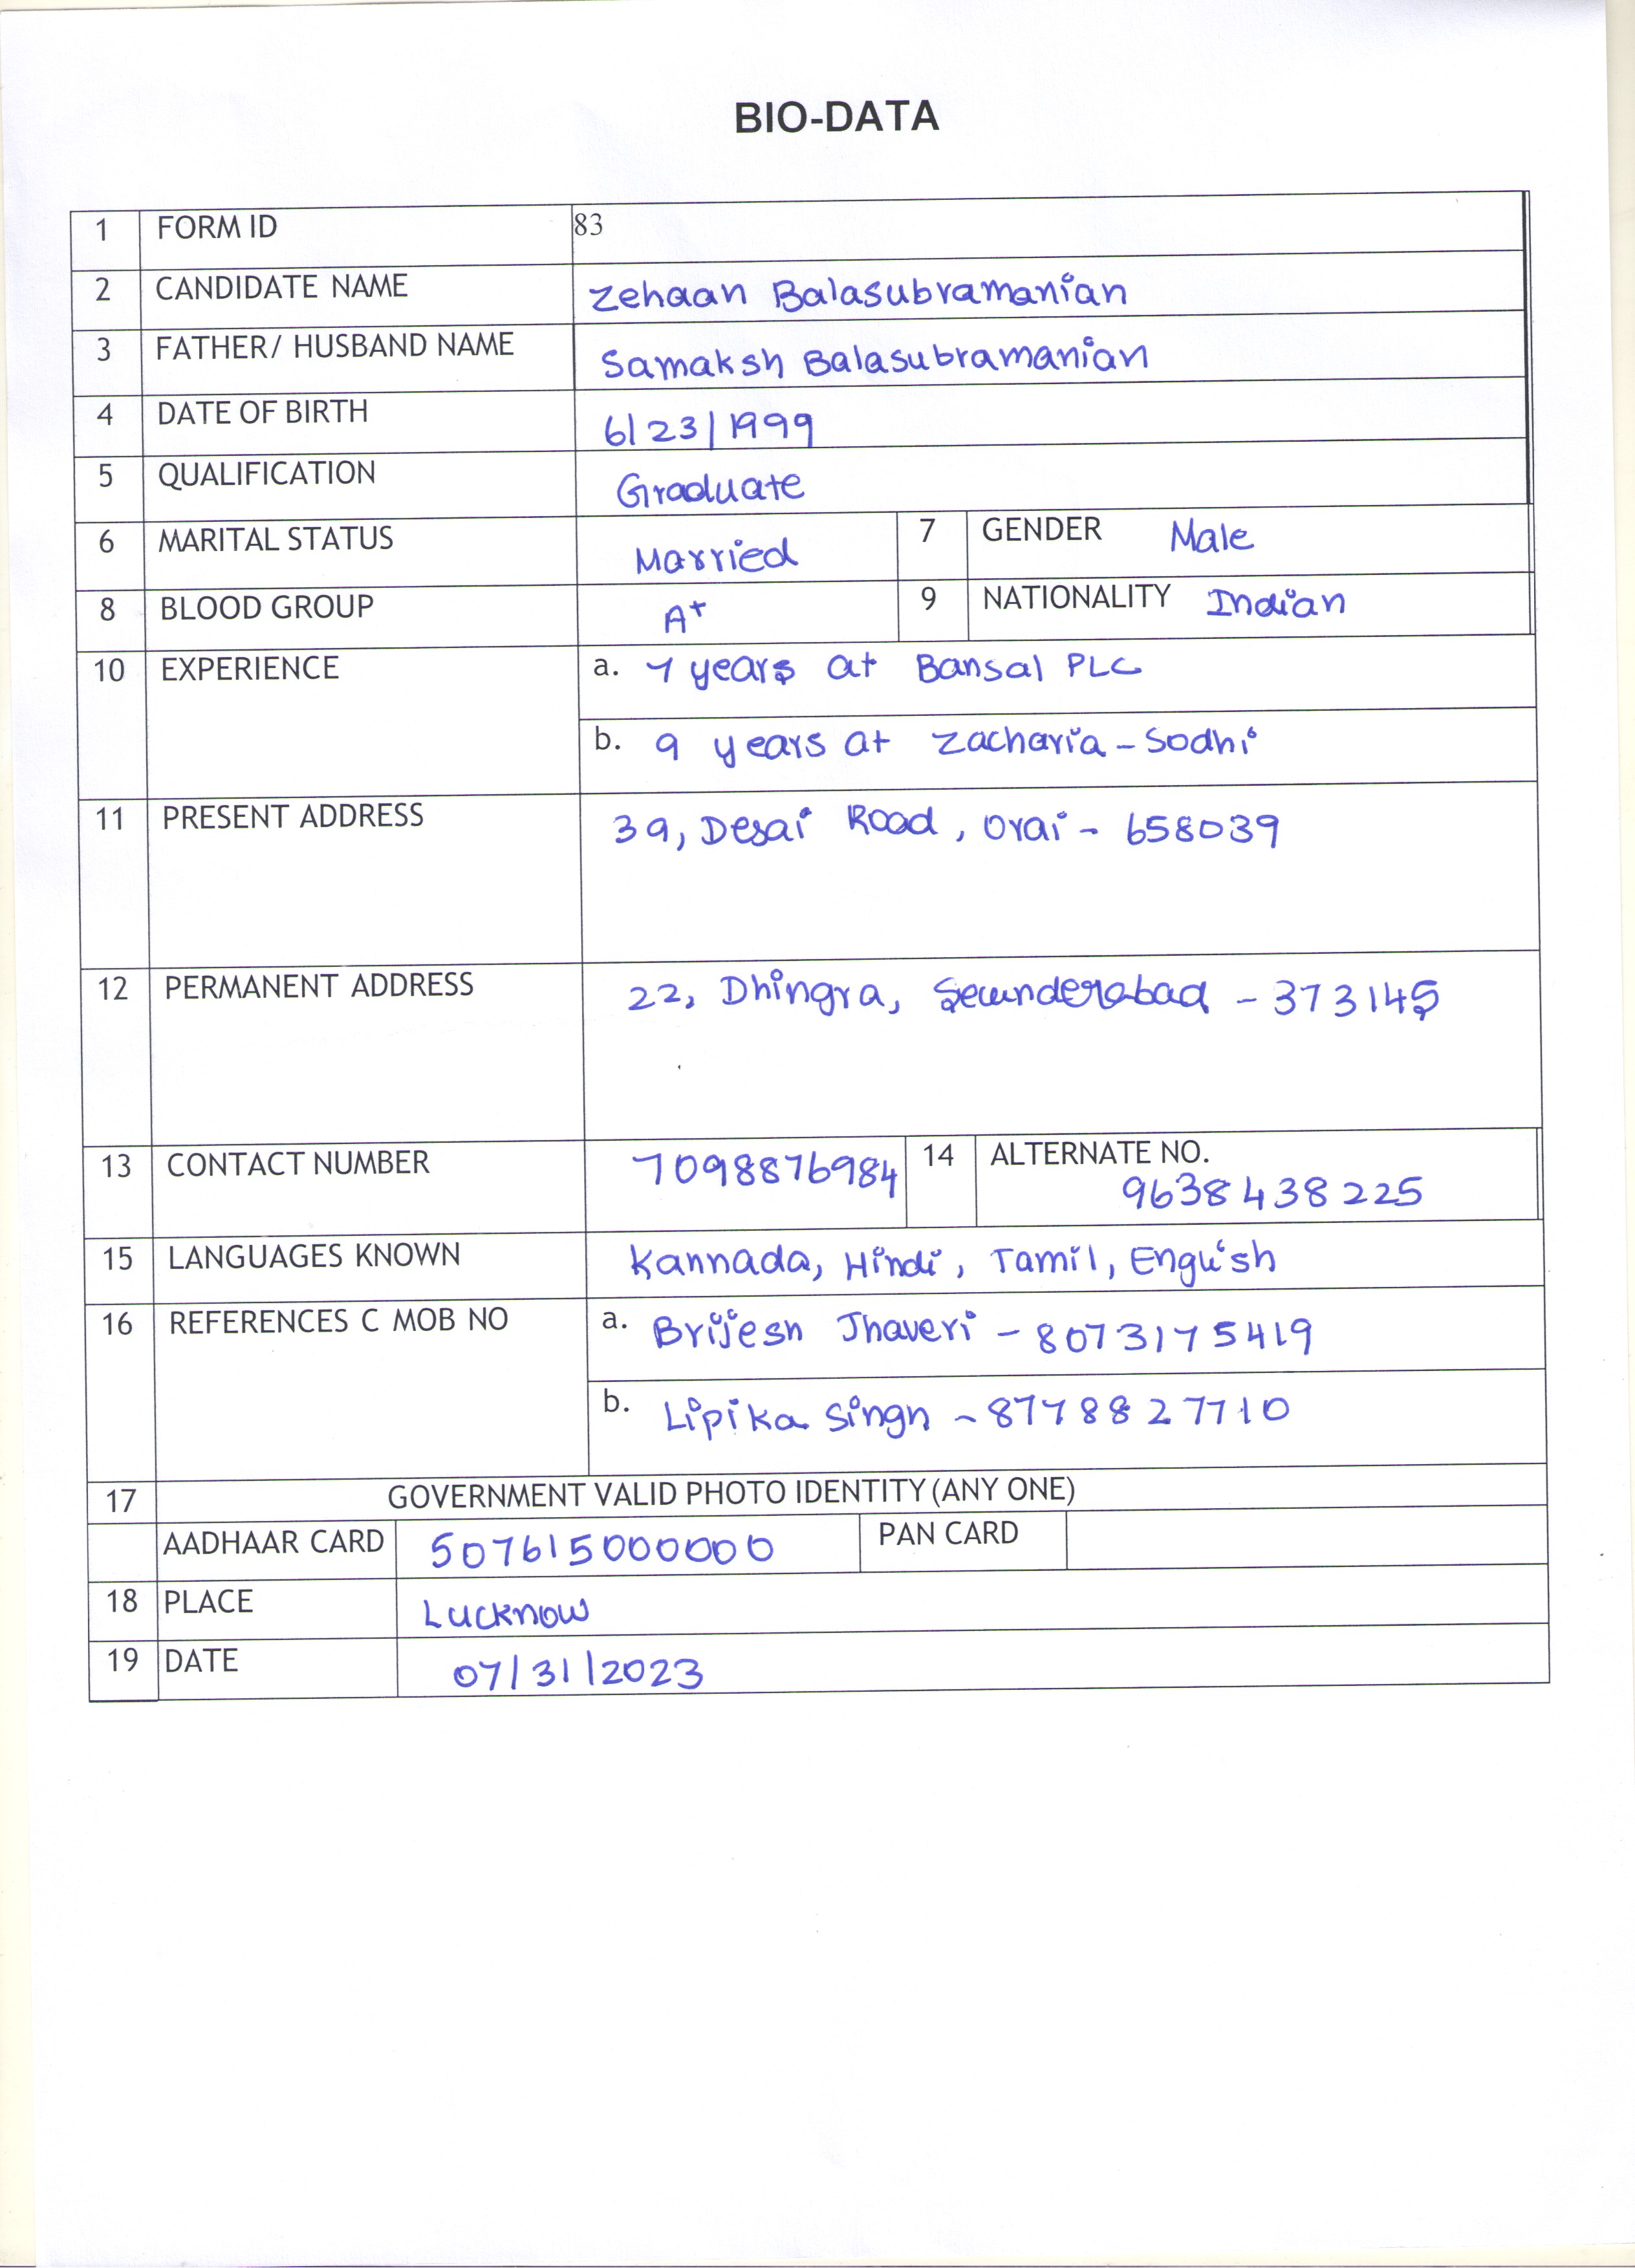 BIO-DATA
1 FORM ID 83
2 CANDIDATE NAME Zehaan Balasubramanian
3 FATHER/ HUSBAND NAME Samaksh Balasubramanian
4 DATE OF BIRTH 6/23/1999
5 QUALIFICATION Graduate
6 MARITAL STATUS Married 7 GENDER Male
8 BLOOD GROUP A+ 9 NATIONALITY Indian
10 EXPERIENCE a. 7 years at Bansal PLC
b. 9 years at Zacharia-Sodhi
11 PRESENT ADDRESS 39, Desai Road, Orai - 658039
12 PERMANENT ADDRESS 22, Dhingra, Secunderabad - 373145
13 CONTACT NUMBER 7098876984 14 ALTERNATE NO.
9638438225
15 LANGUAGES KNOWN Kannada, Hindi, Tamil, English
16 REFERENCES C MOB NO a. Brijesh Jhaveri - 8073175419
b. Lipika Singh - 8778827710
17 GOVERNMENT VALID PHOTO IDENTITY (ANY ONE)
AADHAAR CARD 507615000000 PAN CARD
18 PLACE Lucknow
19 DATE 07/31/2023